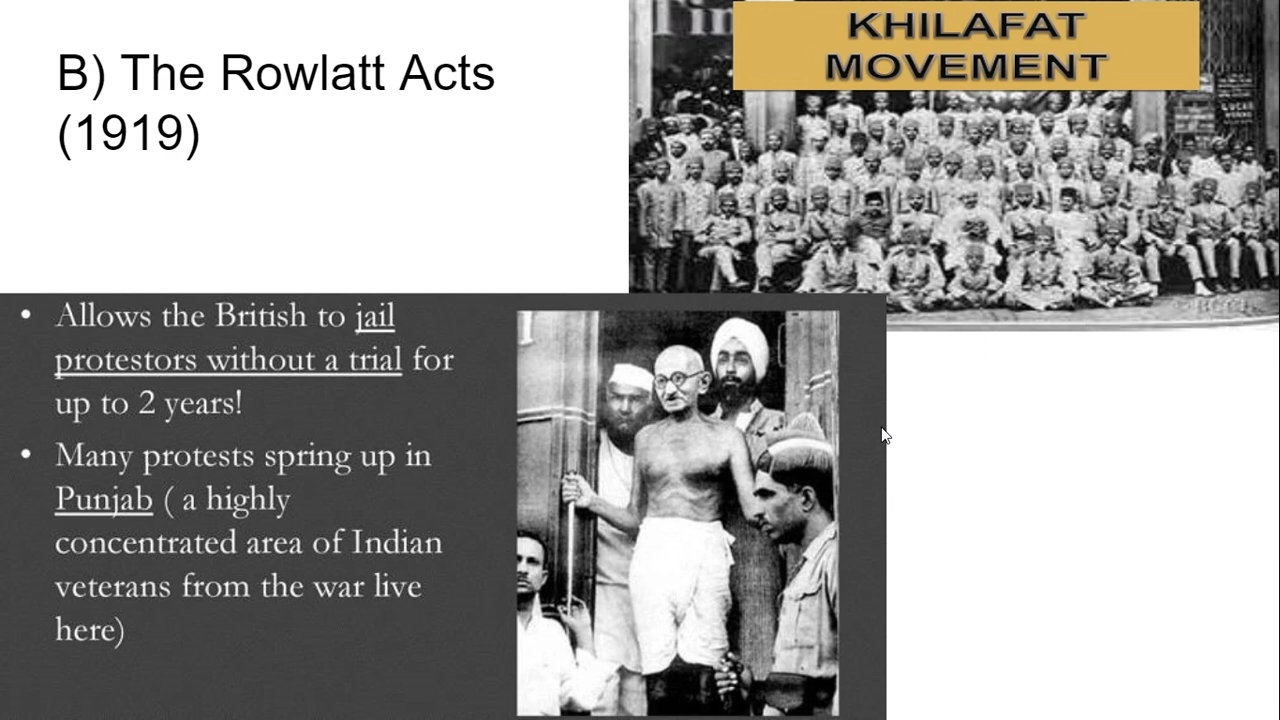 B) The Rowlatt Acts
(1919)
KHILAFAT
MOVEMENT
• Allows the British to jail
protestors without a trial for
up to 2 years!
• Many protests spring up in
Punjab ( a highly
concentrated area of Indian
veterans from the war live
here)